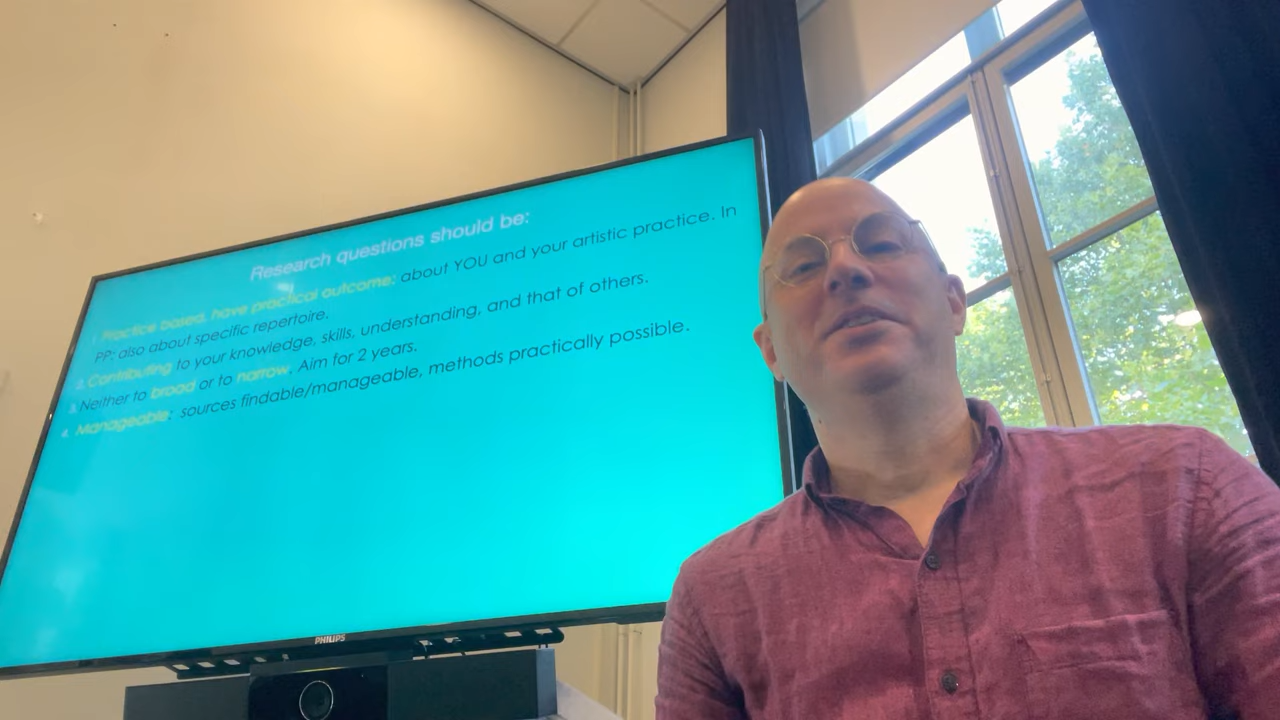 Research questions should be:
1. Practice based, have practical outcome: about YOU and your artistic practice. In
PP: also about specific repertoire.
2. Contributing to your knowledge, skills, understanding, and that of others.
3. Neither to broad or to narrow. Aim for 2 years.
4. Manageable: sources findable/manageable, methods practically possible.
PHILIPS